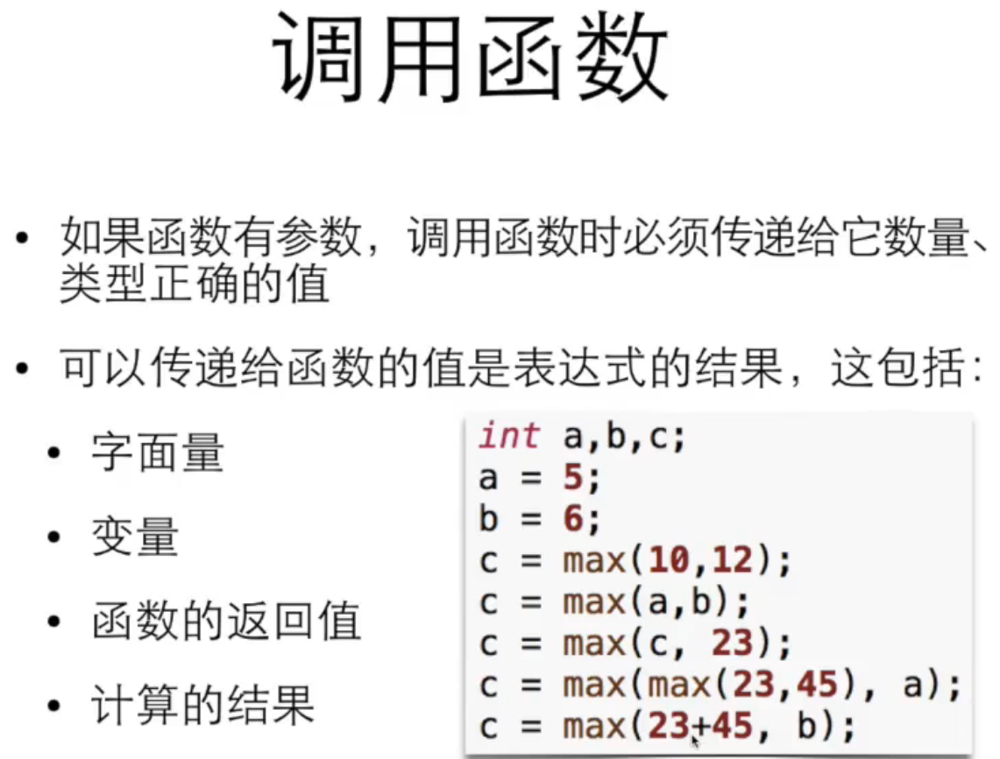 调用函数
• 如果函数有参数，调用函数时必须传递给它数量、
类型正确的值
• 可以传递给函数的值是表达式的结果，这包括：
• 字面量
• 变量
• 函数的返回值
• 计算的结果
int a,b,c;
a = 5;
b = 6;
c = max(10,12);
c = max(a,b);
c = max(c, 23);
c = max(max(23,45), a);
c = max(23+45, b);